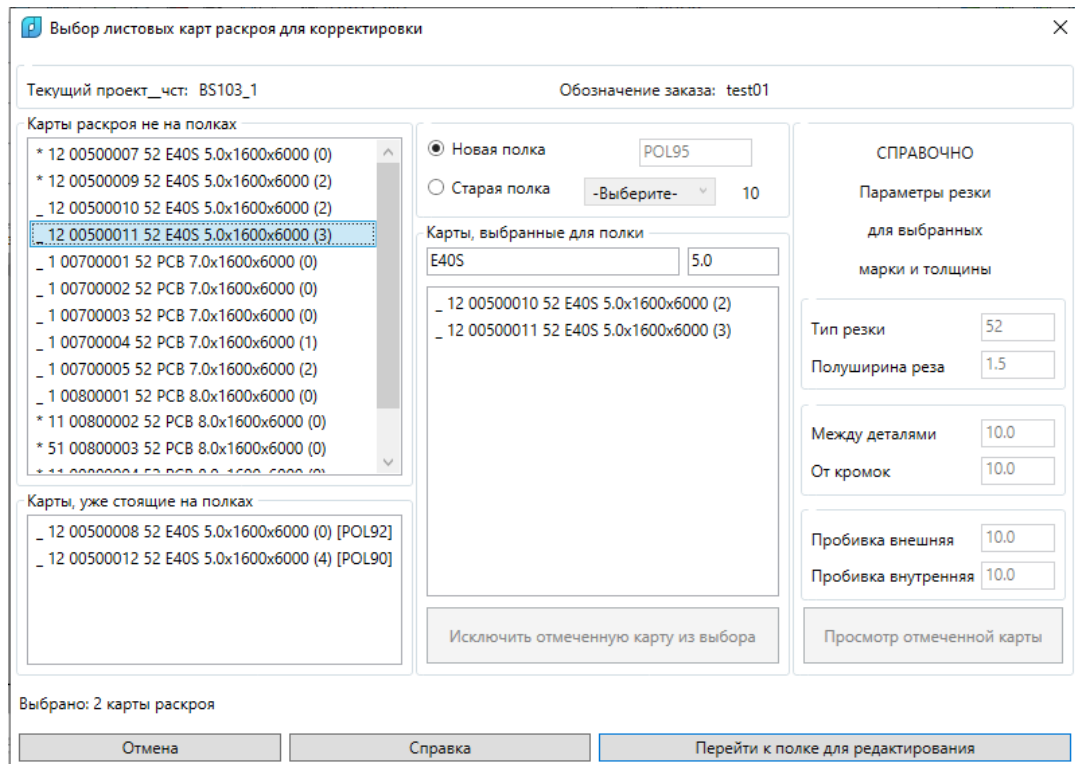 Выбор листовых карт раскроя для корректировки
Текущий проект__чст: BS103_1
Обозначение заказа: test01
Карты раскроя не на полках
* 12 00500007 52 E40S 5.0x1600x6000 (0)
* 12 00500009 52 E40S 5.0x1600x6000 (2)
_ 12 00500010 52 E40S 5.0x1600x6000 (2)
_ 12 00500011 52 E40S 5.0x1600x6000 (3)
_ 1 00700001 52 PCB 7.0x1600x6000 (0)
_ 1 00700002 52 PCB 7.0x1600x6000 (0)
_ 1 00700003 52 PCB 7.0x1600x6000 (0)
_ 1 00700004 52 PCB 7.0x1600x6000 (1)
_ 1 00700005 52 PCB 7.0x1600x6000 (2)
_ 1 00800001 52 PCB 8.0x1600x6000 (0)
* 11 00800002 52 PCB 8.0x1600x6000 (0)
* 51 00800003 52 PCB 8.0x1600x6000 (0)
* 11 00800004 52 PCB 8.0x1600x6000 (0)
Карты, уже стоящие на полках
_ 12 00500008 52 E40S 5.0x1600x6000 (0) [POL92]
_ 12 00500012 52 E40S 5.0x1600x6000 (4) [POL90]
Новая полка POL95
Старая полка -Выберите- 10
Карты, выбранные для полки
E40S 5.0
_ 12 00500010 52 E40S 5.0x1600x6000 (2)
_ 12 00500011 52 E40S 5.0x1600x6000 (3)
Исключить отмеченную карту из выбора
СПРАВОЧНО
Параметры резки
для выбранных
марки и толщины
Тип резки 52
Полуширина реза 1.5
Между деталями 10.0
От кромок 10.0
Пробивка внешняя 10.0
Пробивка внутренняя 10.0
Просмотр отмеченной карты
Выбрано: 2 карты раскроя
Отмена
Справка
Перейти к полке для редактирования